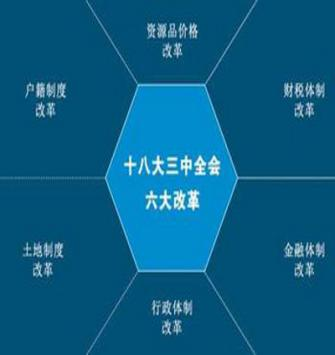 资源品价格
改革
户籍制度
改革
财税体制
改革
十八大三中全会
六大改革
土地制度
改革
金融体制
改革
行政体制
改革